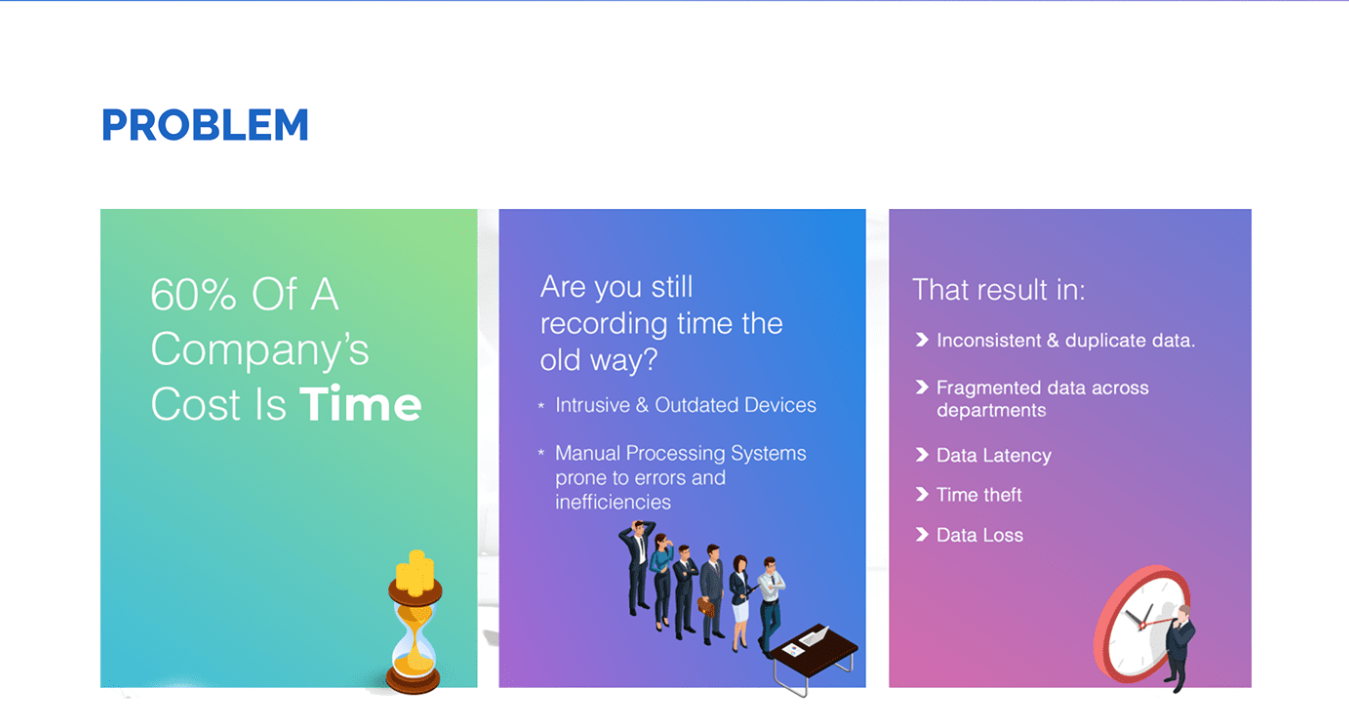 PROBLEM
60% Of A
Company's
Cost Is Time
Are you still
recording time the
old way?
* Intrusive & Outdated Devices
* Manual Processing Systems
prone to errors and
inefficiencies
That result in:
Inconsistent & duplicate data.
Fragmented data across
departments
Data Latency
Time theft
Data Loss